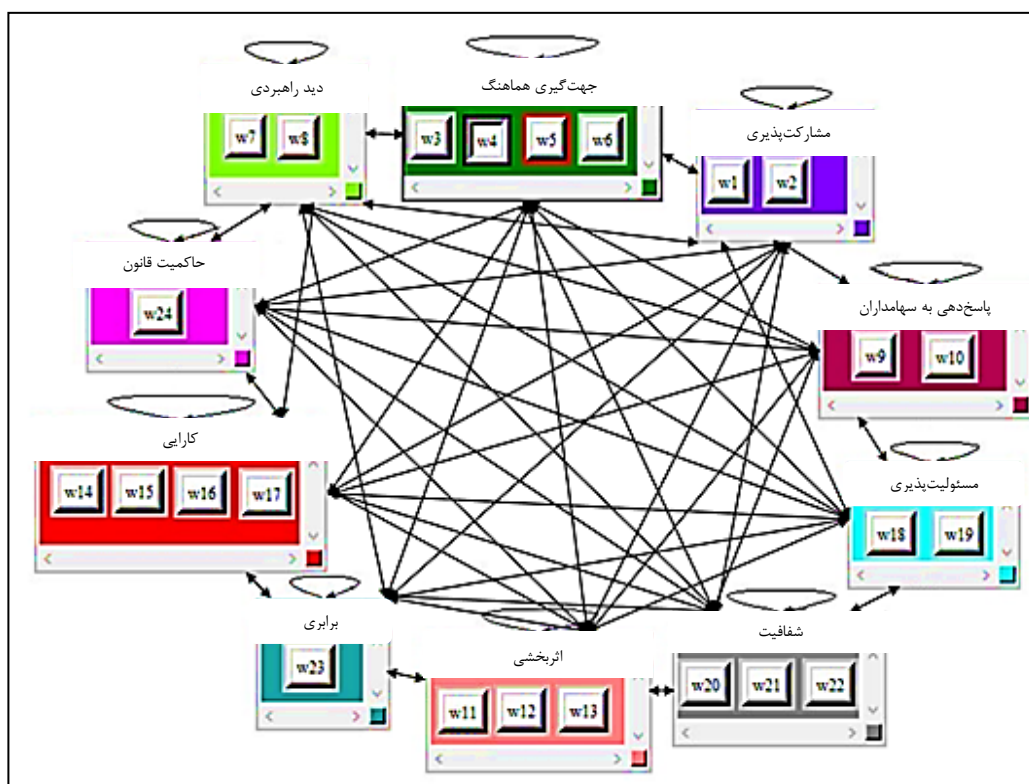 دید راهبردی
w7 w8
جهت‌گیری هماهنگ
w3 w4 w5 w6
مشارکت‌پذیری
w1 w2
حاکمیت قانون
w24
پاسخ‌دهی به سهامداران
w9 w10
کارایی
w14 w15 w16 w17
مسئولیت‌پذیری
w18 w19
برابری
w23
اثربخشی
w11 w12 w13
شفافیت
w20 w21 w22